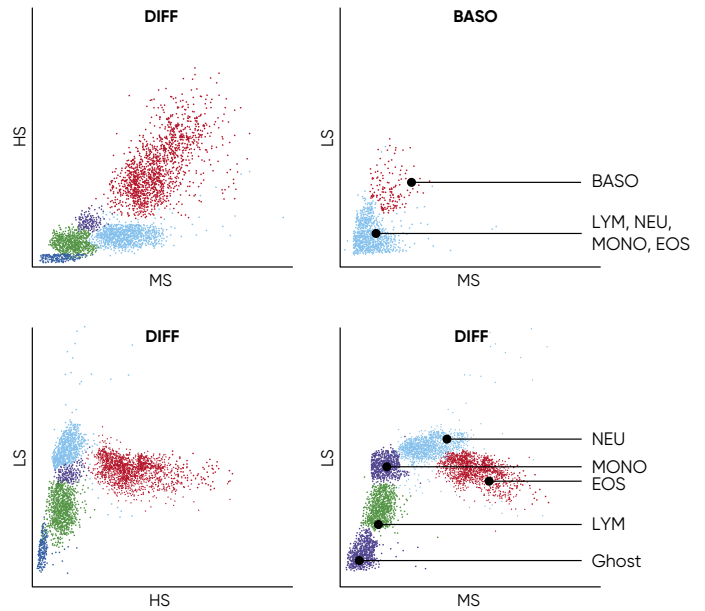 DIFF
HS
MS
BASO
LS
BASO
LYM, NEU,
MONO, EOS
MS
DIFF
LS
HS
DIFF
LS
NEU
MONO
EOS
LYM
Ghost
MS